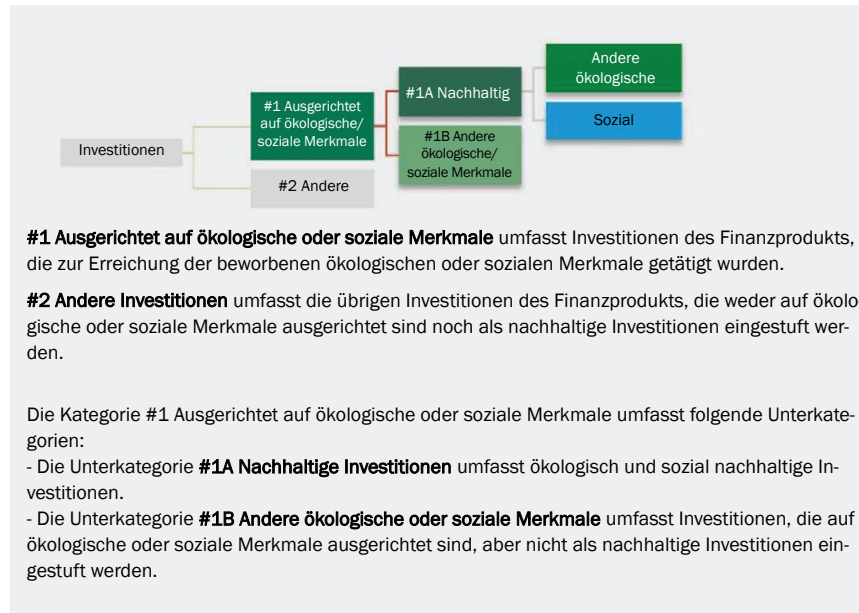 Andere
ökologische
#1A Nachhaltig
#1 Ausgerichtet
auf ökologische/
soziale Merkmale
Sozial
#1B Andere
ökologische/
soziale Merkmale
Investitionen
#2 Andere
#1 Ausgerichtet auf ökologische oder soziale Merkmale umfasst Investitionen des Finanzprodukts,
die zur Erreichung der beworbenen ökologischen oder sozialen Merkmale getätigt wurden.
#2 Andere Investitionen umfasst die übrigen Investitionen des Finanzprodukts, die weder auf ökolo
gische oder soziale Merkmale ausgerichtet sind noch als nachhaltige Investitionen eingestuft wer-
den.
Die Kategorie #1 Ausgerichtet auf ökologische oder soziale Merkmale umfasst folgende Unterkate-
gorien:
- Die Unterkategorie #1A Nachhaltige Investitionen umfasst ökologisch und sozial nachhaltige In-
vestitionen.
- Die Unterkategorie #1B Andere ökologische oder soziale Merkmale umfasst Investitionen, die auf
ökologische oder soziale Merkmale ausgerichtet sind, aber nicht als nachhaltige Investitionen ein-
gestuft werden.